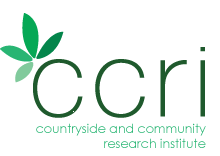 ccri
countryside and community
research institute